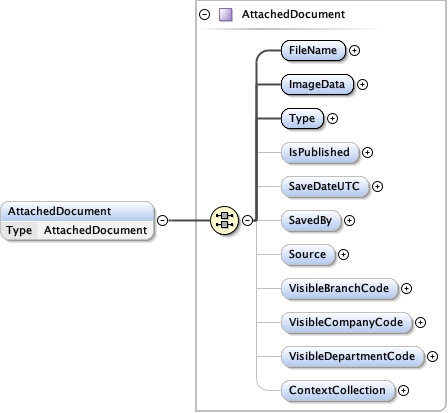 AttachedDocument
FileName
ImageData
Type
IsPublished
SaveDateUTC
AttachedDocument
Type AttachedDocument
SavedBy
Source
VisibleBranchCode
VisibleCompanyCode
VisibleDepartmentCode
ContextCollection